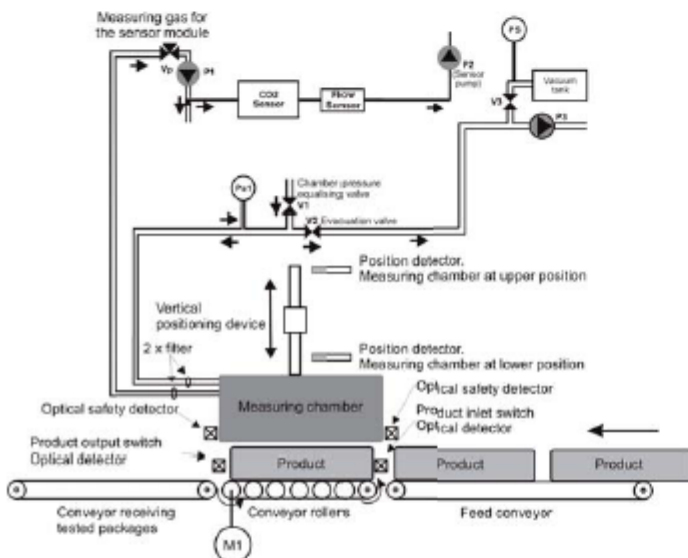 Measuring gas for
the sensor module
Vp
P1
CO2
Sensor
Flow
Sensor
P2
(Sensor
pump)
PS
Vacuum
tank
V3
P3
Pe1
Chamber pressure
equalising valve
V1
V2 Evacuation valve
Position detector.
Measuring chamber at upper position
Vertical
positioning device
Position detector.
Measuring chamber at lower position
2 x filter
Measuring chamber
Optical safety detector
Optical safety detector
Product inlet switch
Optical detector
Product output switch
Optical detector
Product
Product
Product
Conveyor receiving
tested packages
Conveyor rollers
Feed conveyor
M1